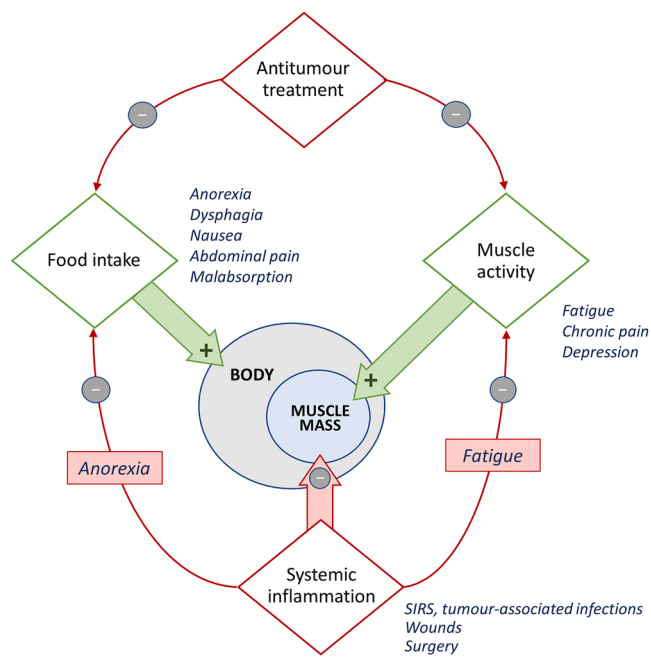 Antitumour
treatment
−
−
Anorexia
Dysphagia
Nausea
Abdominal pain
Malabsorption
Food intake
Muscle
activity
Fatigue
Chronic pain
Depression
+
+
BODY
MUSCLE
MASS
−
−
−
Anorexia
Fatigue
Systemic
inflammation
SIRS, tumour-associated infections
Wounds
Surgery